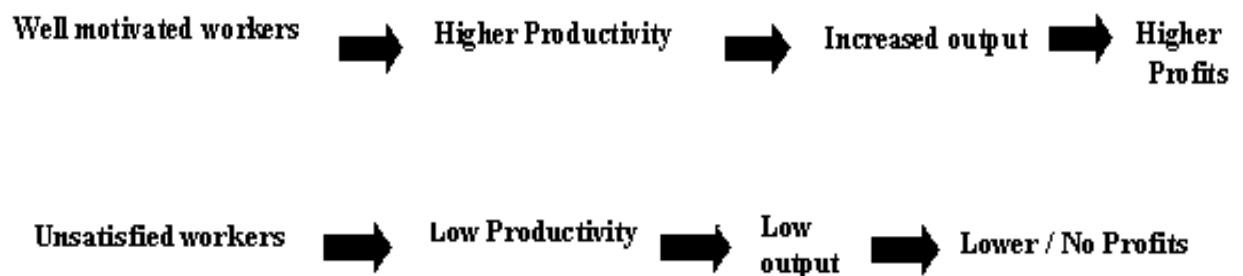 Well motivated workers
Higher Productivity
Increased output
Higher
Profits
Unsatisfied workers
Low Productivity
Low
output
Lower / No Profits